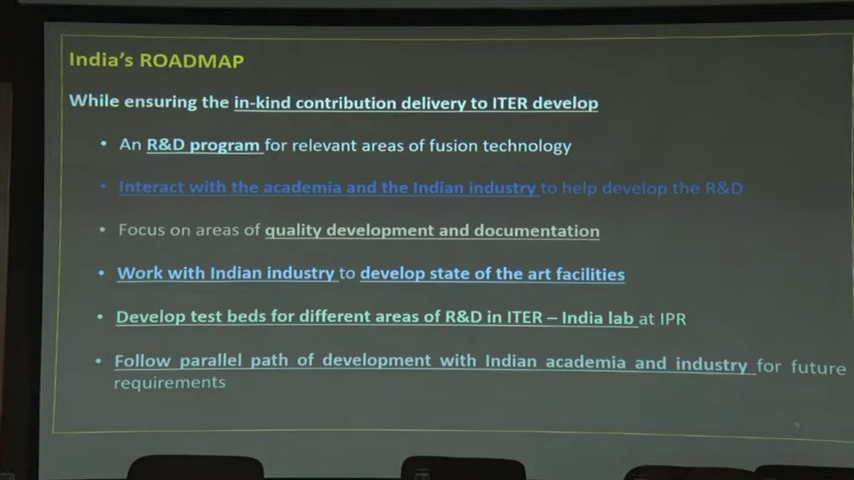 India's ROADMAP
While ensuring the in-kind contribution delivery to ITER develop
• An R&D program for relevant areas of fusion technology
• Interact with the academia and the Indian industry to help develop the R&D
• Focus on areas of quality development and documentation
• Work with Indian industry to develop state of the art facilities
• Develop test beds for different areas of R&D in ITER – India lab at IPR
• Follow parallel path of development with Indian academia and industry for future
requirements